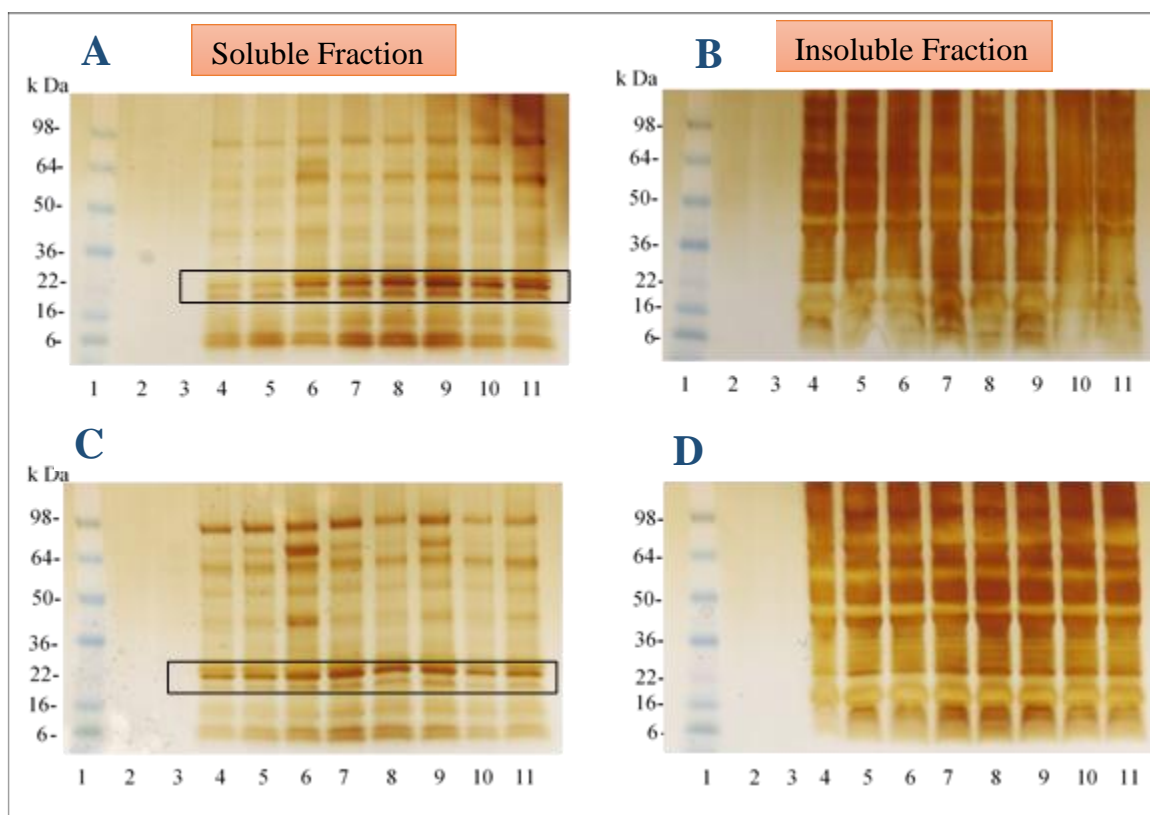 A
Soluble Fraction
k Da
98-
64-
50-
36-
22-
16-
6-
1 2 3 4 5 6 7 8 9 10 11
B
Insoluble Fraction
98-
64-
50-
36-
22-
16-
6-
1 2 3 4 5 6 7 8 9 10 11
C
k Da
98-
64-
50-
36-
22-
16-
6-
1 2 3 4 5 6 7 8 9 10 11
D
98-
64-
50-
36-
22-
16-
6-
1 2 3 4 5 6 7 8 9 10 11